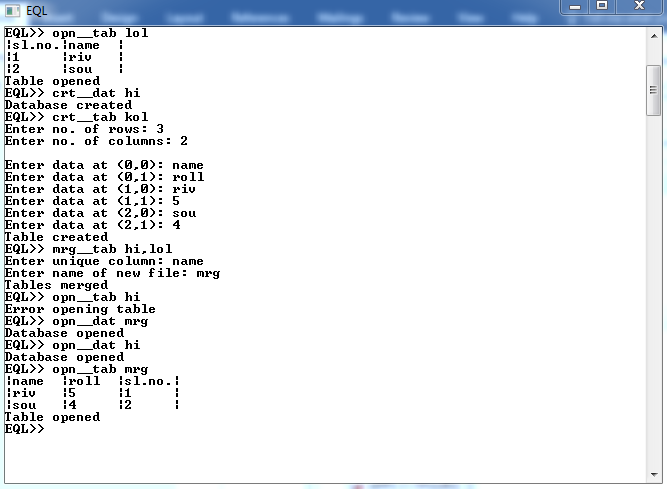 EQL
EQL>> opn__tab lol
¦sl.no.¦name  ¦
¦1     ¦riv   ¦
¦2     ¦sou   ¦
Table opened
EQL>> crt__dat hi
Database created
EQL>> crt__tab kol
Enter no. of rows: 3
Enter no. of columns: 2
Enter data at (0,0): name
Enter data at (0,1): roll
Enter data at (1,0): riv
Enter data at (1,1): 5
Enter data at (2,0): sou
Enter data at (2,1): 4
Table created
EQL>> mrg__tab hi,lol
Enter unique column: name
Enter name of new file: mrg
Tables merged
EQL>> opn__tab hi
Error opening table
EQL>> opn__dat mrg
Database opened
EQL>> opn__dat hi
Database opened
EQL>> opn__tab mrg
¦name  ¦roll  ¦sl.no.¦
¦riv   ¦5     ¦1     ¦
¦sou   ¦4     ¦2     ¦
Table opened
EQL>>